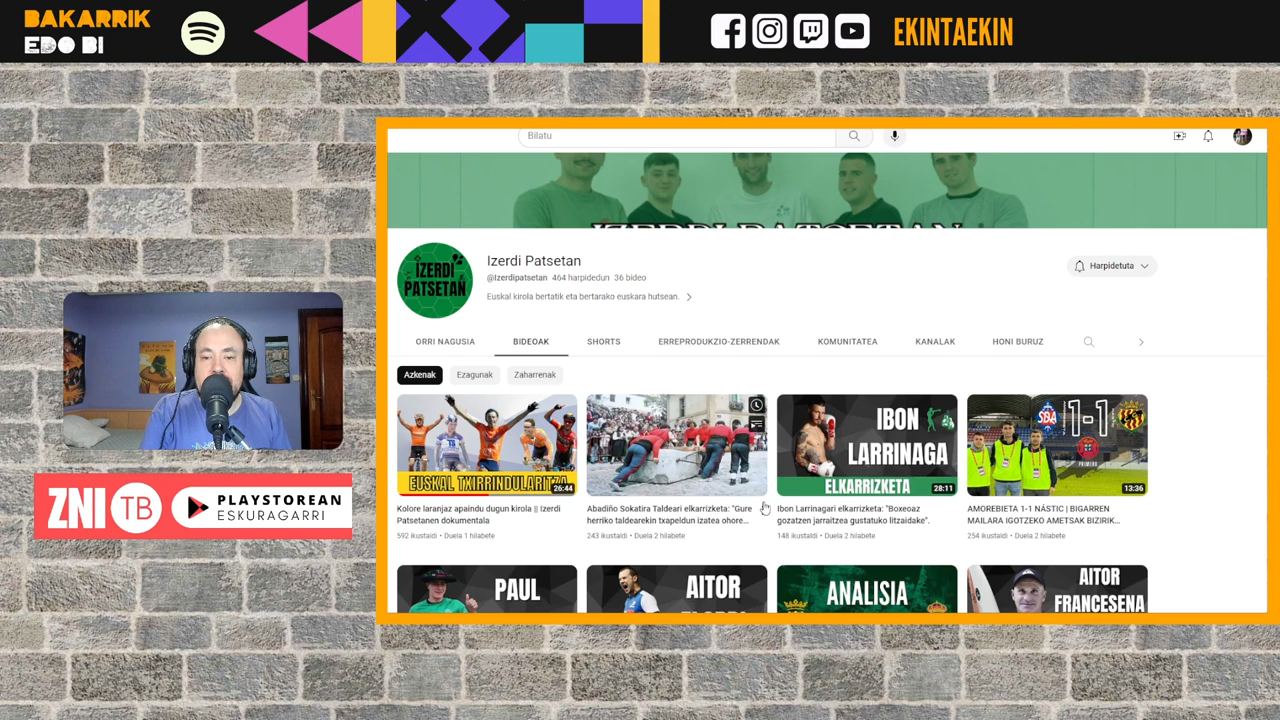 BAKARRIK
EDO BI
EKINTAEKIN
Bilatu
IZERDI PATSETAN
IZERDI
PATSETAN
Izerdi Patsetan
@Izerdipatsetan 464 harpidedun 36 bideo
Euskal kirola bertatik eta bertarako euskara hutsean.
Harpidetuta
ORRI NAGUSIA
BIDEOAK
SHORTS
ERREPRODUKZIO-ZERRENDAK
KOMUNITATEA
KANALAK
HONI BURUZ
Azkenak
Ezagunak
Zaharrenak
EUSKAL TXIRRINDULARITZA
26:44
Kolore laranjaz apaindu dugun kirola || Izerdi
Patsetanen dokumentala
592 ikustaldi • Duela 1 hilabete
Abadiño Sokatira Taldeari elkarrizketa: "Gure
herriko taldearekin txapeldun izatea ohore...
243 ikustaldi • Duela 2 hilabete
IBON
LARRINAGA
ELKARRIZKETA
28:11
Ibon Larrinagari elkarrizketa: "Boxeoaz
gozatzen jarraitzea gustatuko litzaidake".
148 ikustaldi • Duela 2 hilabete
1-1
13:36
AMOREBIETA 1-1 NÁSTIC | BIGARREN
MAILARA IGOTZEKO AMETSAK BIZIRIK...
254 ikustaldi • Duela 2 hilabete
PAUL
AITOR
ANALISIA
AITOR
FRANCESENA
ZNI TB
PLAYSTOREAN
ESKURAGARRI